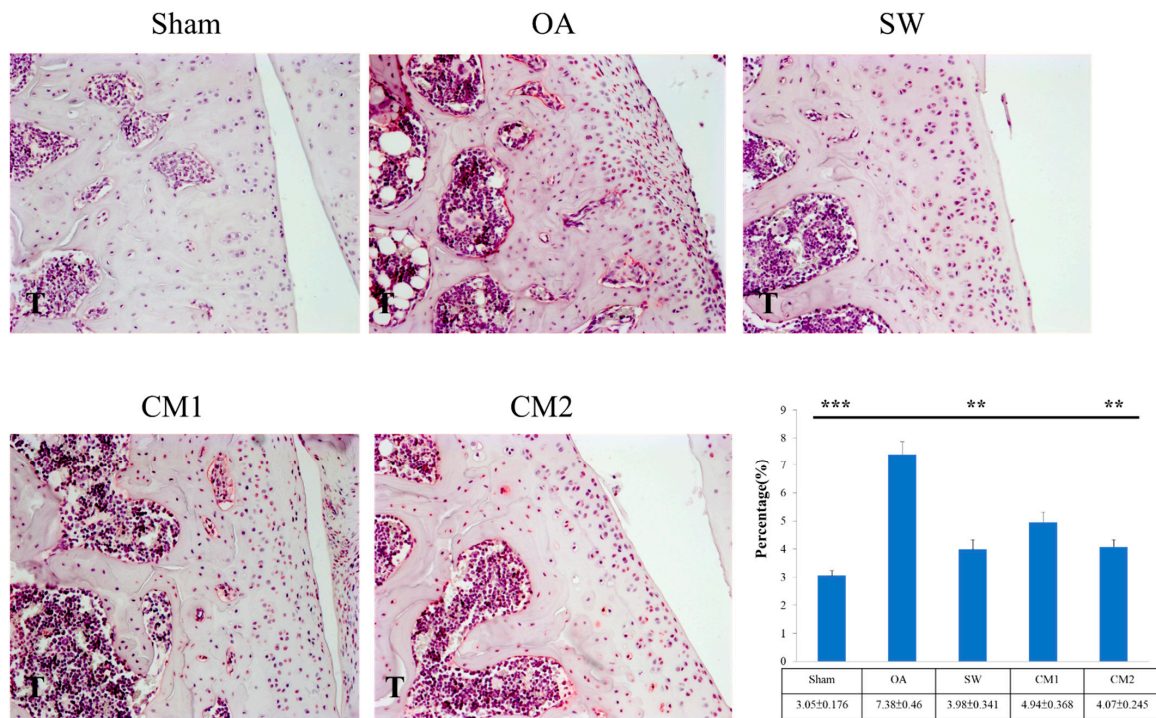 Sham OA SW
T T T
CM1 CM2
T T
*** ** **
9
8
7
6
5
4
3
2
1
0
Percentage(%)
Sham OA SW CM1 CM2
3.05±0.176 7.38±0.46 3.98±0.341 4.94±0.368 4.07±0.245